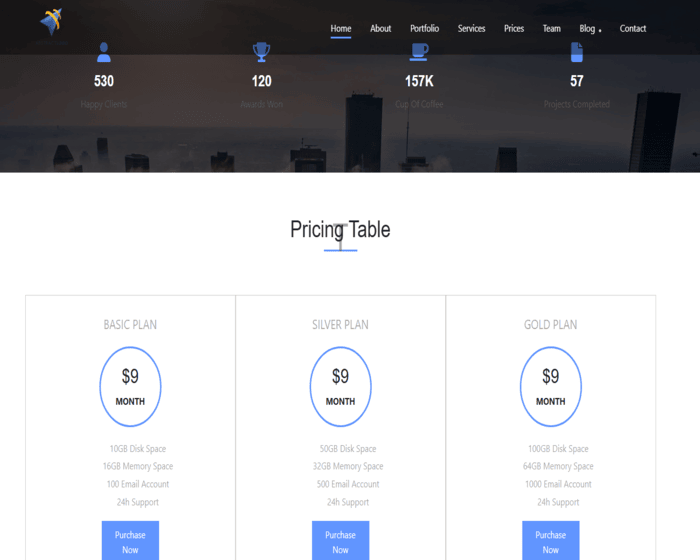 Home About Portfolio Services Prices Team Blog Contact
530 120 157K 57
Happy Clients Awards Won Cup Of Coffee Projects Completed
Pricing Table
BASIC PLAN SILVER PLAN GOLD PLAN
$9 $9 $9
MONTH MONTH MONTH
10GB Disk Space 50GB Disk Space 100GB Disk Space
16GB Memory Space 32GB Memory Space 64GB Memory Space
100 Email Account 500 Email Account 1000 Email Account
24h Support 24h Support 24h Support
Purchase Purchase Purchase
Now Now Now